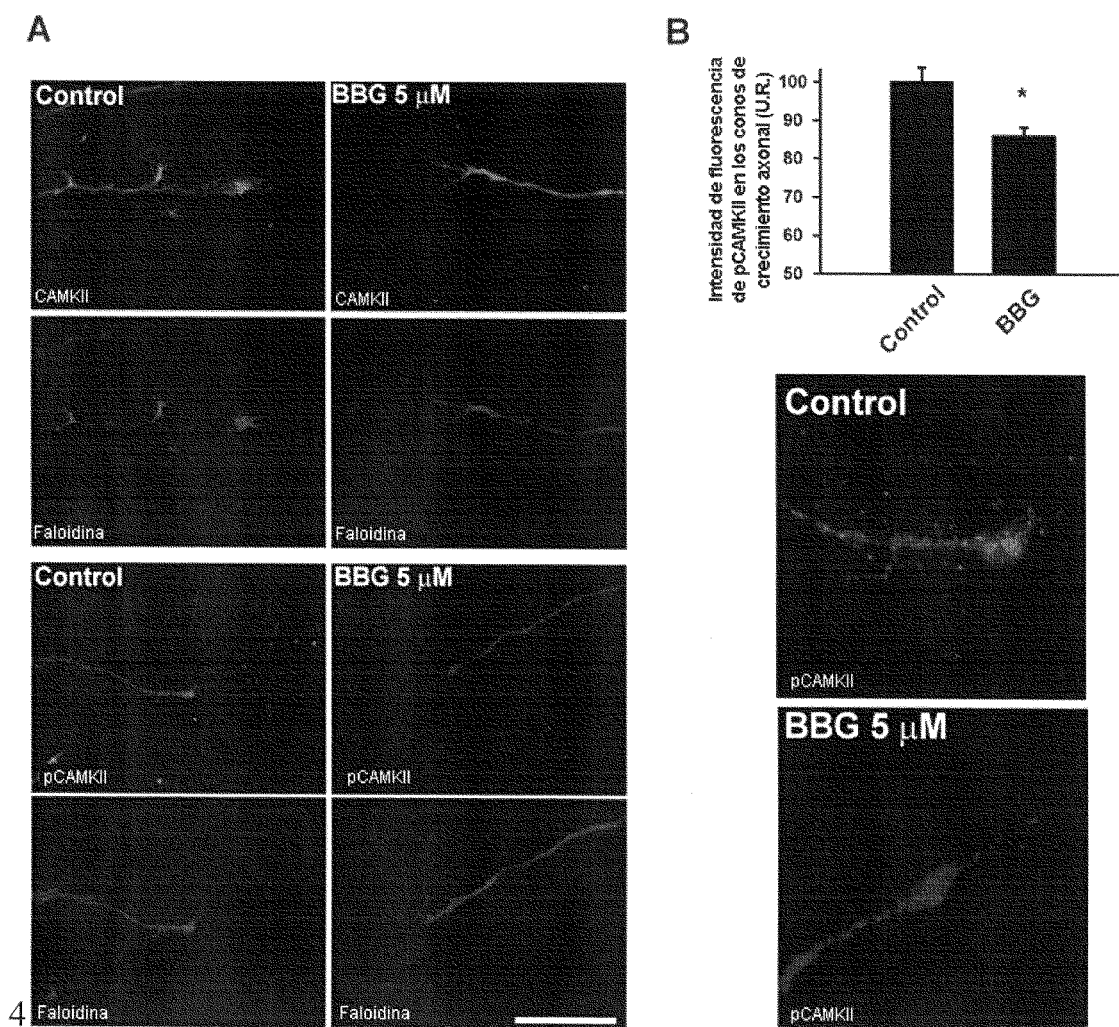 A
Control
BBG 5 μM
CAMKII
CAMKII
Faloidina
Faloidina
Control
BBG 5 μM
pCAMKII
pCAMKII
Faloidina
Faloidina
4
B
Intensidad de fluorescencia
de pCAMKII en los conos de
crecimiento axonal (U.R.)
100
90
80
70
60
50
*
Control
BBG
Control
pCAMKII
BBG 5 μM
pCAMKII